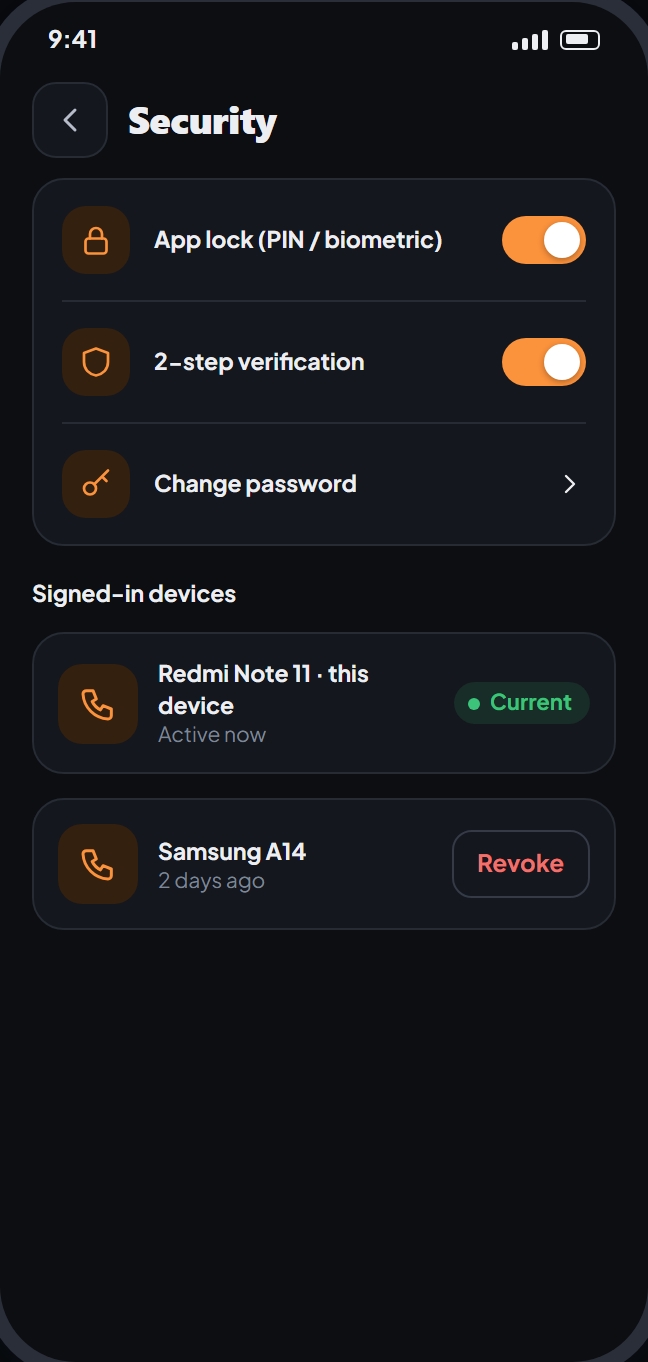 9:41
Security
App lock (PIN / biometric)
2-step verification
Change password
Signed-in devices
Redmi Note 11 · this
device
Active now
Current
Samsung A14
2 days ago
Revoke